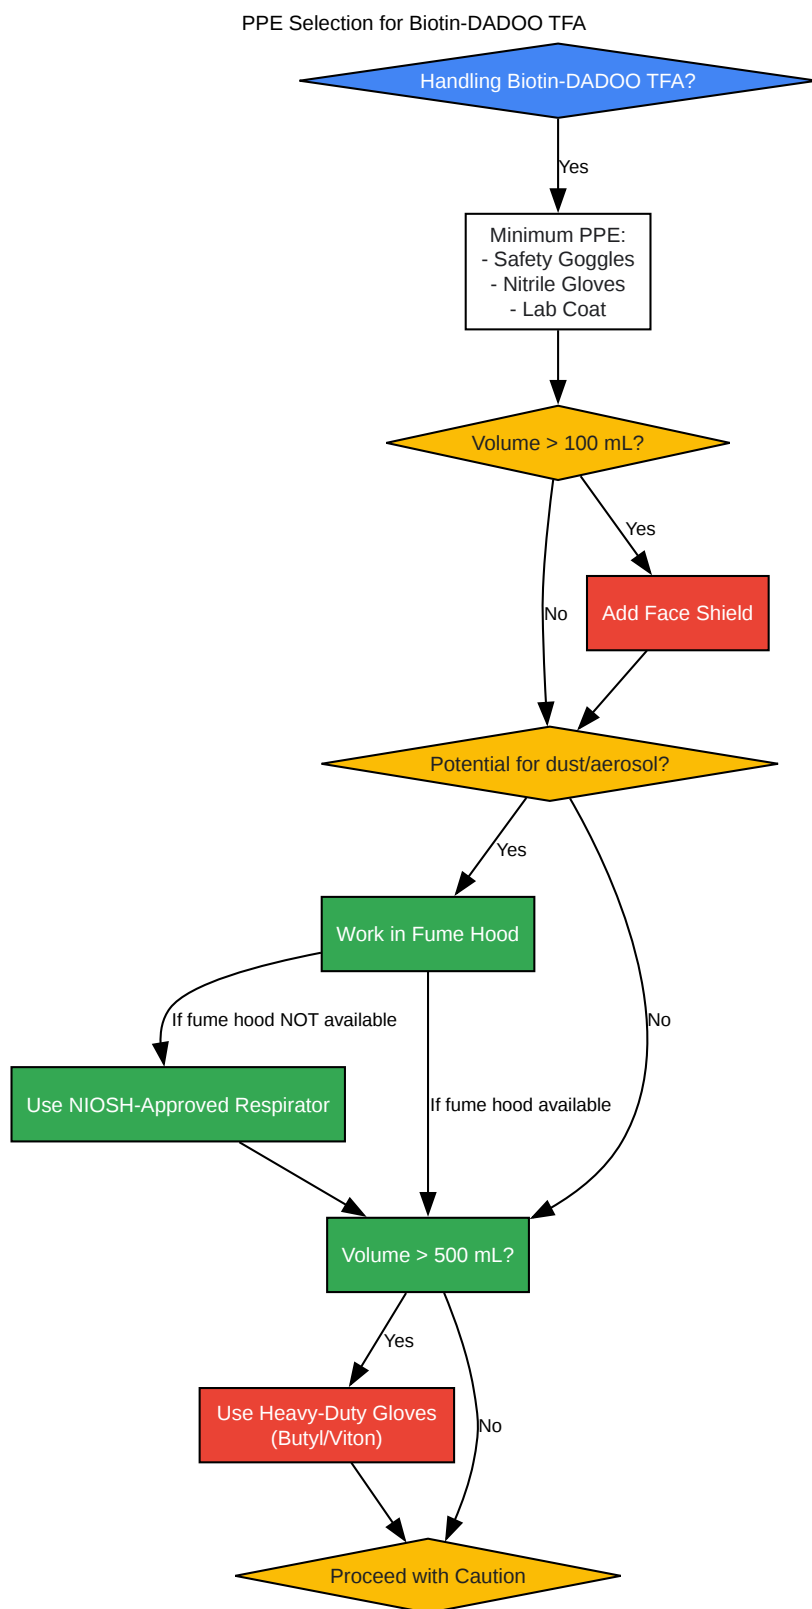 PPE Selection for Biotin-DADOO TFA
Handling Biotin-DADOO TFA?
Yes
Minimum PPE:
- Safety Goggles
- Nitrile Gloves
- Lab Coat
Volume > 100 mL?
Yes
No
Add Face Shield
Potential for dust/aerosol?
Yes
Work in Fume Hood
If fume hood NOT available
No
Use NIOSH-Approved Respirator
If fume hood available
Volume > 500 mL?
Yes
Use Heavy-Duty Gloves
(Butyl/Viton)
No
Proceed with Caution